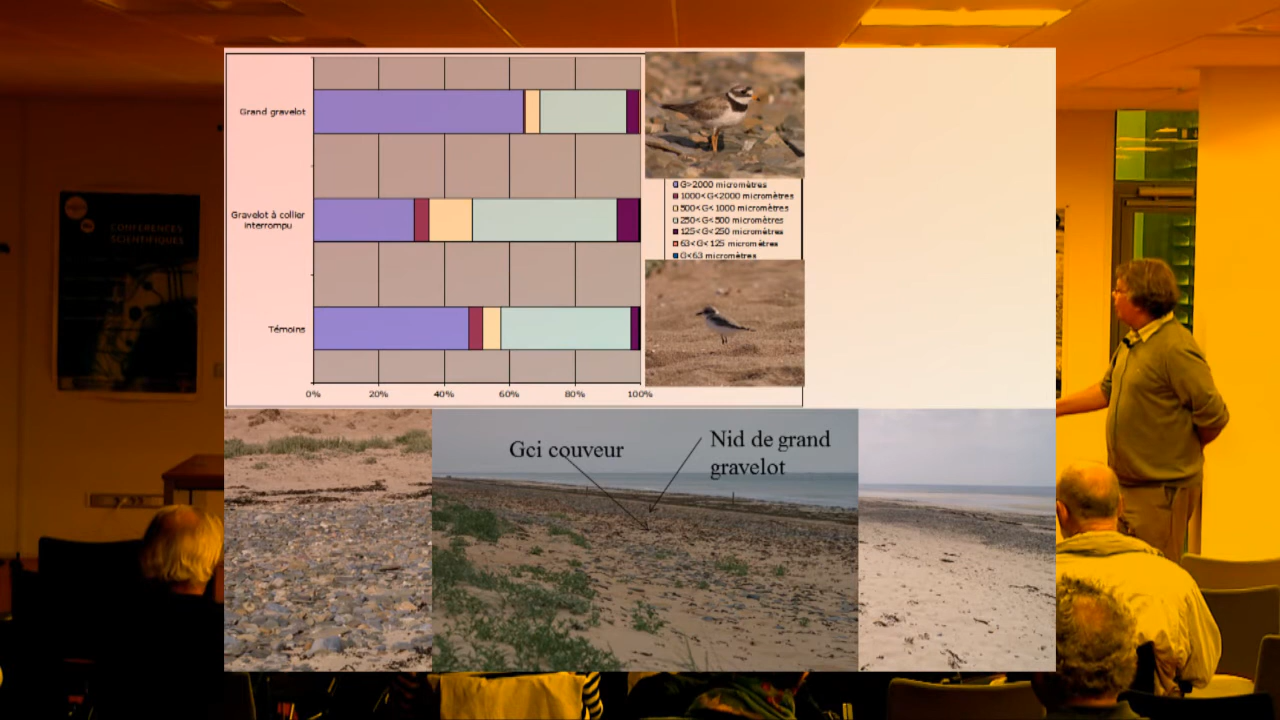 Grand gravelot
Gravelot à collier
interrompu
Témoins
0% 20% 40% 60% 80% 100%
G>2000 micromètres
1000<G<2000 micromètres
500<G<1000 micromètres
250<G<500 micromètres
125<G<250 micromètres
63<G<125 micromètres
G<63 micromètres
Gci couveur
Nid de grand
gravelot
CONFÉRENCES
SCIENTIFIQUES